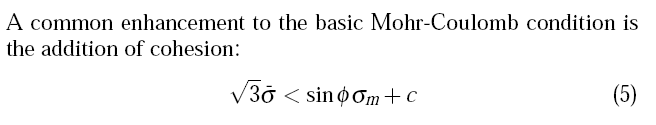 A common enhancement to the basic Mohr-Coulomb condition is
the addition of cohesion:
√3σ̄ < sin ϕ σₘ + c (5)